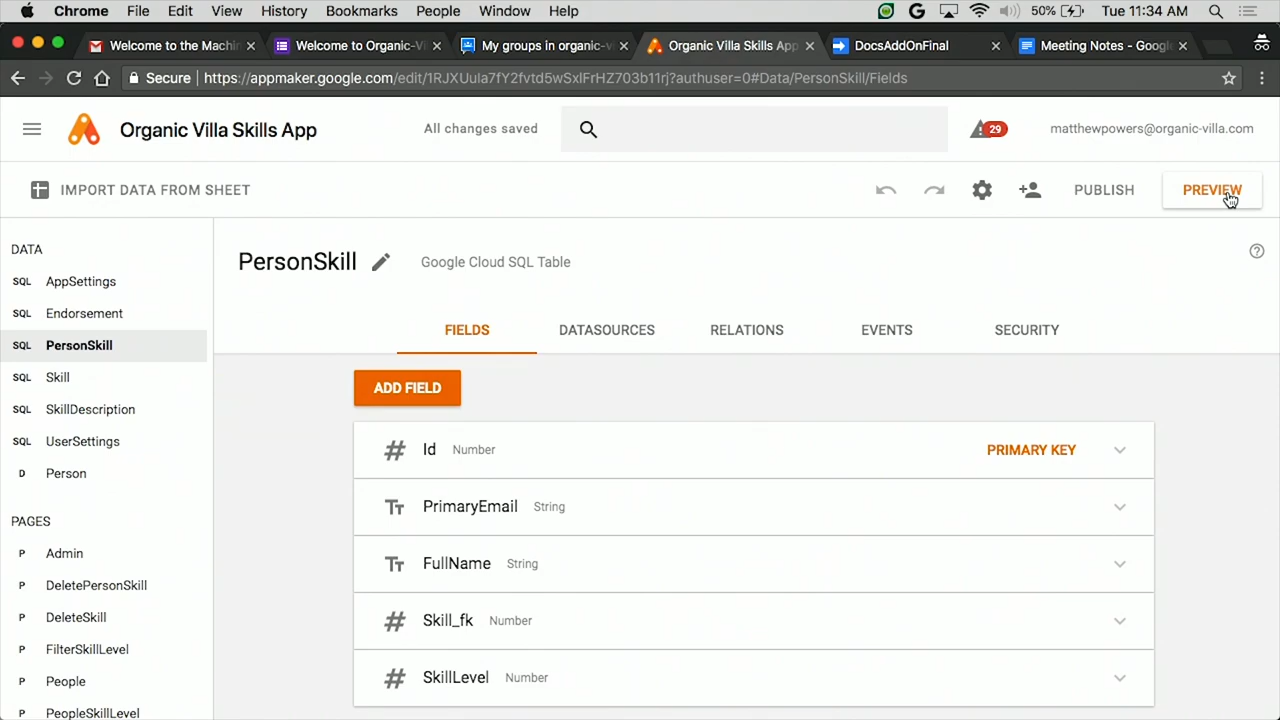 Chrome File Edit View History Bookmarks People Window Help 50% Tue 11:34 AM
Welcome to the Machi Welcome to Organic-Vi My groups in organic-vi Organic Villa Skills App DocsAddOnFinal Meeting Notes - Goog
Secure https://appmaker.google.com/edit/1RJXUula7fY2fvtd5wSxlFrHZ703b11rj?authuser=0#Data/PersonSkill/Fields
Organic Villa Skills App All changes saved 29 matthewpowers@organic-villa.com
IMPORT DATA FROM SHEET PUBLISH PREVIEW
DATA
SQL AppSettings
SQL Endorsement
SQL PersonSkill
SQL Skill
SQL SkillDescription
SQL UserSettings
D Person
PAGES
P Admin
P DeletePersonSkill
P DeleteSkill
P FilterSkillLevel
P People
P PeopleSkillLevel
PersonSkill Google Cloud SQL Table
FIELDS DATASOURCES RELATIONS EVENTS SECURITY
ADD FIELD
# Id Number PRIMARY KEY
Tt PrimaryEmail String
Tt FullName String
# Skill_fk Number
# SkillLevel Number